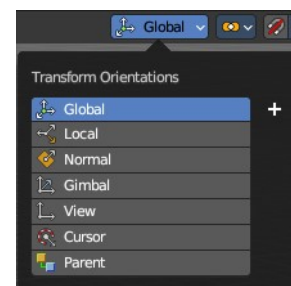 Global
Transform Orientations
Global
Local
Normal
Gimbal
View
Cursor
Parent